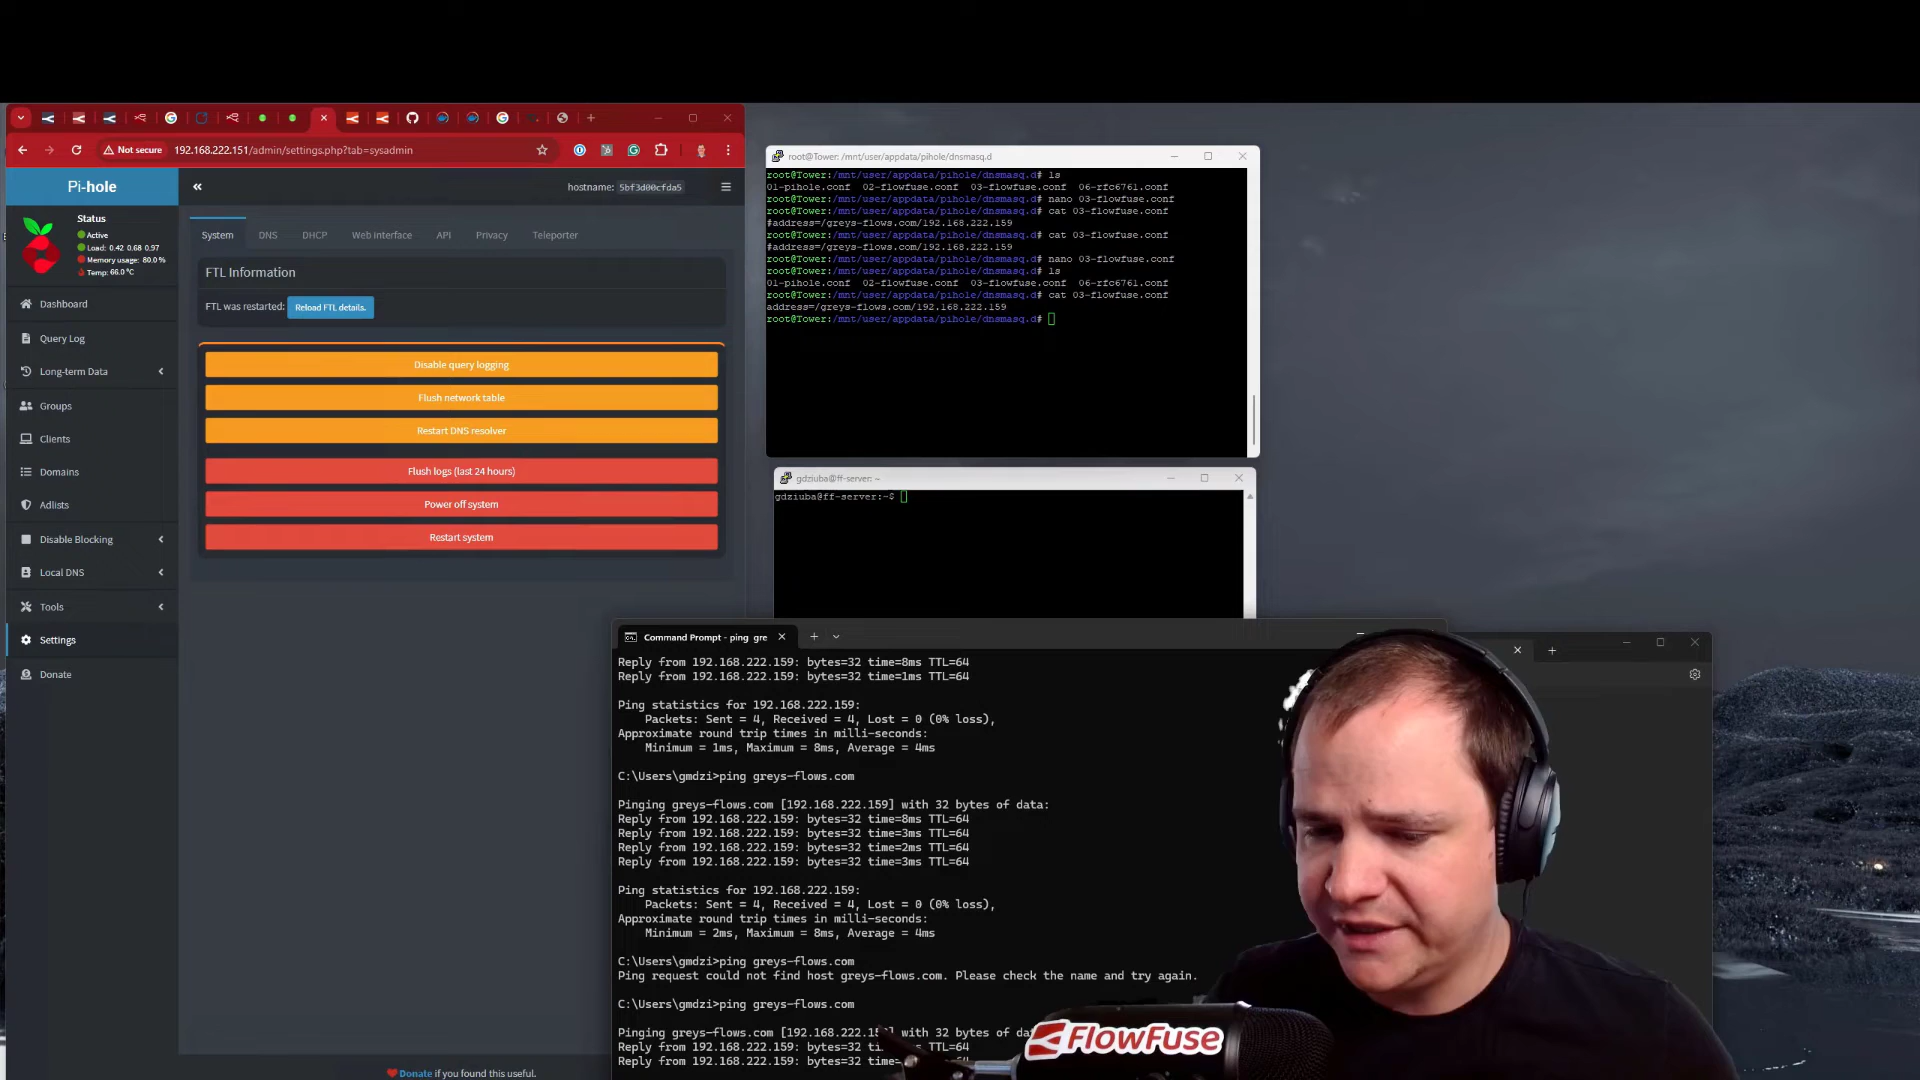 Not secure
192.168.222.151/admin/settings.php?tab=sysadmin
Pi-hole
hostname: 5bf3d00cfda5
Status
Active
Load: 0.42 0.68 0.97
Memory usage: 80.0 %
Temp: 66.0 °C
Dashboard
Query Log
Long-term Data
Groups
Clients
Domains
Adlists
Disable Blocking
Local DNS
Tools
Settings
Donate
System DNS DHCP Web interface API Privacy Teleporter
FTL Information
FTL was restarted: Reload FTL details.
Disable query logging
Flush network table
Restart DNS resolver
Flush logs (last 24 hours)
Power off system
Restart system
Donate if you found this useful.
root@Tower: /mnt/user/appdata/pihole/dnsmasq.d
root@Tower:/mnt/user/appdata/pihole/dnsmasq.d# ls
01-pihole.conf 02-flowfuse.conf 03-flowfuse.conf 06-rfc6761.conf
root@Tower:/mnt/user/appdata/pihole/dnsmasq.d# nano 03-flowfuse.conf
root@Tower:/mnt/user/appdata/pihole/dnsmasq.d# cat 03-flowfuse.conf
#address=/greys-flows.com/192.168.222.159
root@Tower:/mnt/user/appdata/pihole/dnsmasq.d# cat 03-flowfuse.conf
#address=/greys-flows.com/192.168.222.159
root@Tower:/mnt/user/appdata/pihole/dnsmasq.d# nano 03-flowfuse.conf
root@Tower:/mnt/user/appdata/pihole/dnsmasq.d# ls
01-pihole.conf 02-flowfuse.conf 03-flowfuse.conf 06-rfc6761.conf
root@Tower:/mnt/user/appdata/pihole/dnsmasq.d# cat 03-flowfuse.conf
address=/greys-flows.com/192.168.222.159
root@Tower:/mnt/user/appdata/pihole/dnsmasq.d#
gdziuba@ff-server: ~
gdziuba@ff-server:~$
Command Prompt - ping gre
Reply from 192.168.222.159: bytes=32 time=8ms TTL=64
Reply from 192.168.222.159: bytes=32 time=1ms TTL=64
Ping statistics for 192.168.222.159:
Packets: Sent = 4, Received = 4, Lost = 0 (0% loss),
Approximate round trip times in milli-seconds:
Minimum = 1ms, Maximum = 8ms, Average = 4ms
C:\Users\gmdzi>ping greys-flows.com
Pinging greys-flows.com [192.168.222.159] with 32 bytes of data:
Reply from 192.168.222.159: bytes=32 time=8ms TTL=64
Reply from 192.168.222.159: bytes=32 time=3ms TTL=64
Reply from 192.168.222.159: bytes=32 time=2ms TTL=64
Reply from 192.168.222.159: bytes=32 time=3ms TTL=64
Ping statistics for 192.168.222.159:
Packets: Sent = 4, Received = 4, Lost = 0 (0% loss),
Approximate round trip times in milli-seconds:
Minimum = 2ms, Maximum = 8ms, Average = 4ms
C:\Users\gmdzi>ping greys-flows.com
Ping request could not find host greys-flows.com. Please check the name and try again.
C:\Users\gmdzi>ping greys-flows.com
Pinging greys-flows.com [192.168.222.159] with 32 bytes of da
Reply from 192.168.222.159: bytes=32 time=4ms TTL=64
Reply from 192.168.222.159: bytes=32 time=
FlowFuse